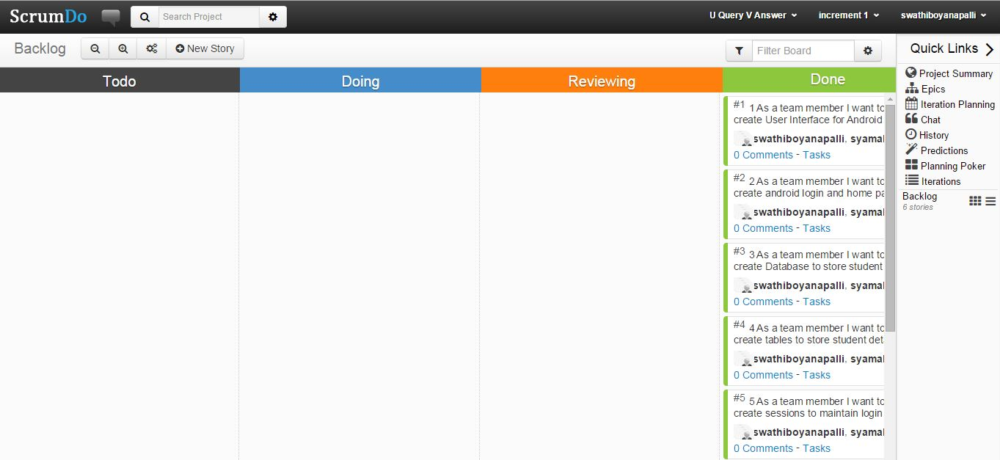 ScrumDo
Search Project
U Query V Answer
increment 1
swathiboyanapalli
Backlog
New Story
Filter Board
Quick Links
Todo
Doing
Reviewing
Done
#1 1 As a team member I want to
create User Interface for Android
swathiboyanapalli, syamal
0 Comments - Tasks
#2 2 As a team member I want to
create android login and home pa
swathiboyanapalli, syamal
0 Comments - Tasks
#3 3 As a team member I want to
create Database to store student
swathiboyanapalli, syamal
0 Comments - Tasks
#4 4 As a team member I want to
create tables to store student det
swathiboyanapalli, syamal
0 Comments - Tasks
#5 5 As a team member I want to
create sessions to maintain login
swathiboyanapalli, syamal
0 Comments - Tasks
Project Summary
Epics
Iteration Planning
Chat
History
Predictions
Planning Poker
Iterations
Backlog
6 stories